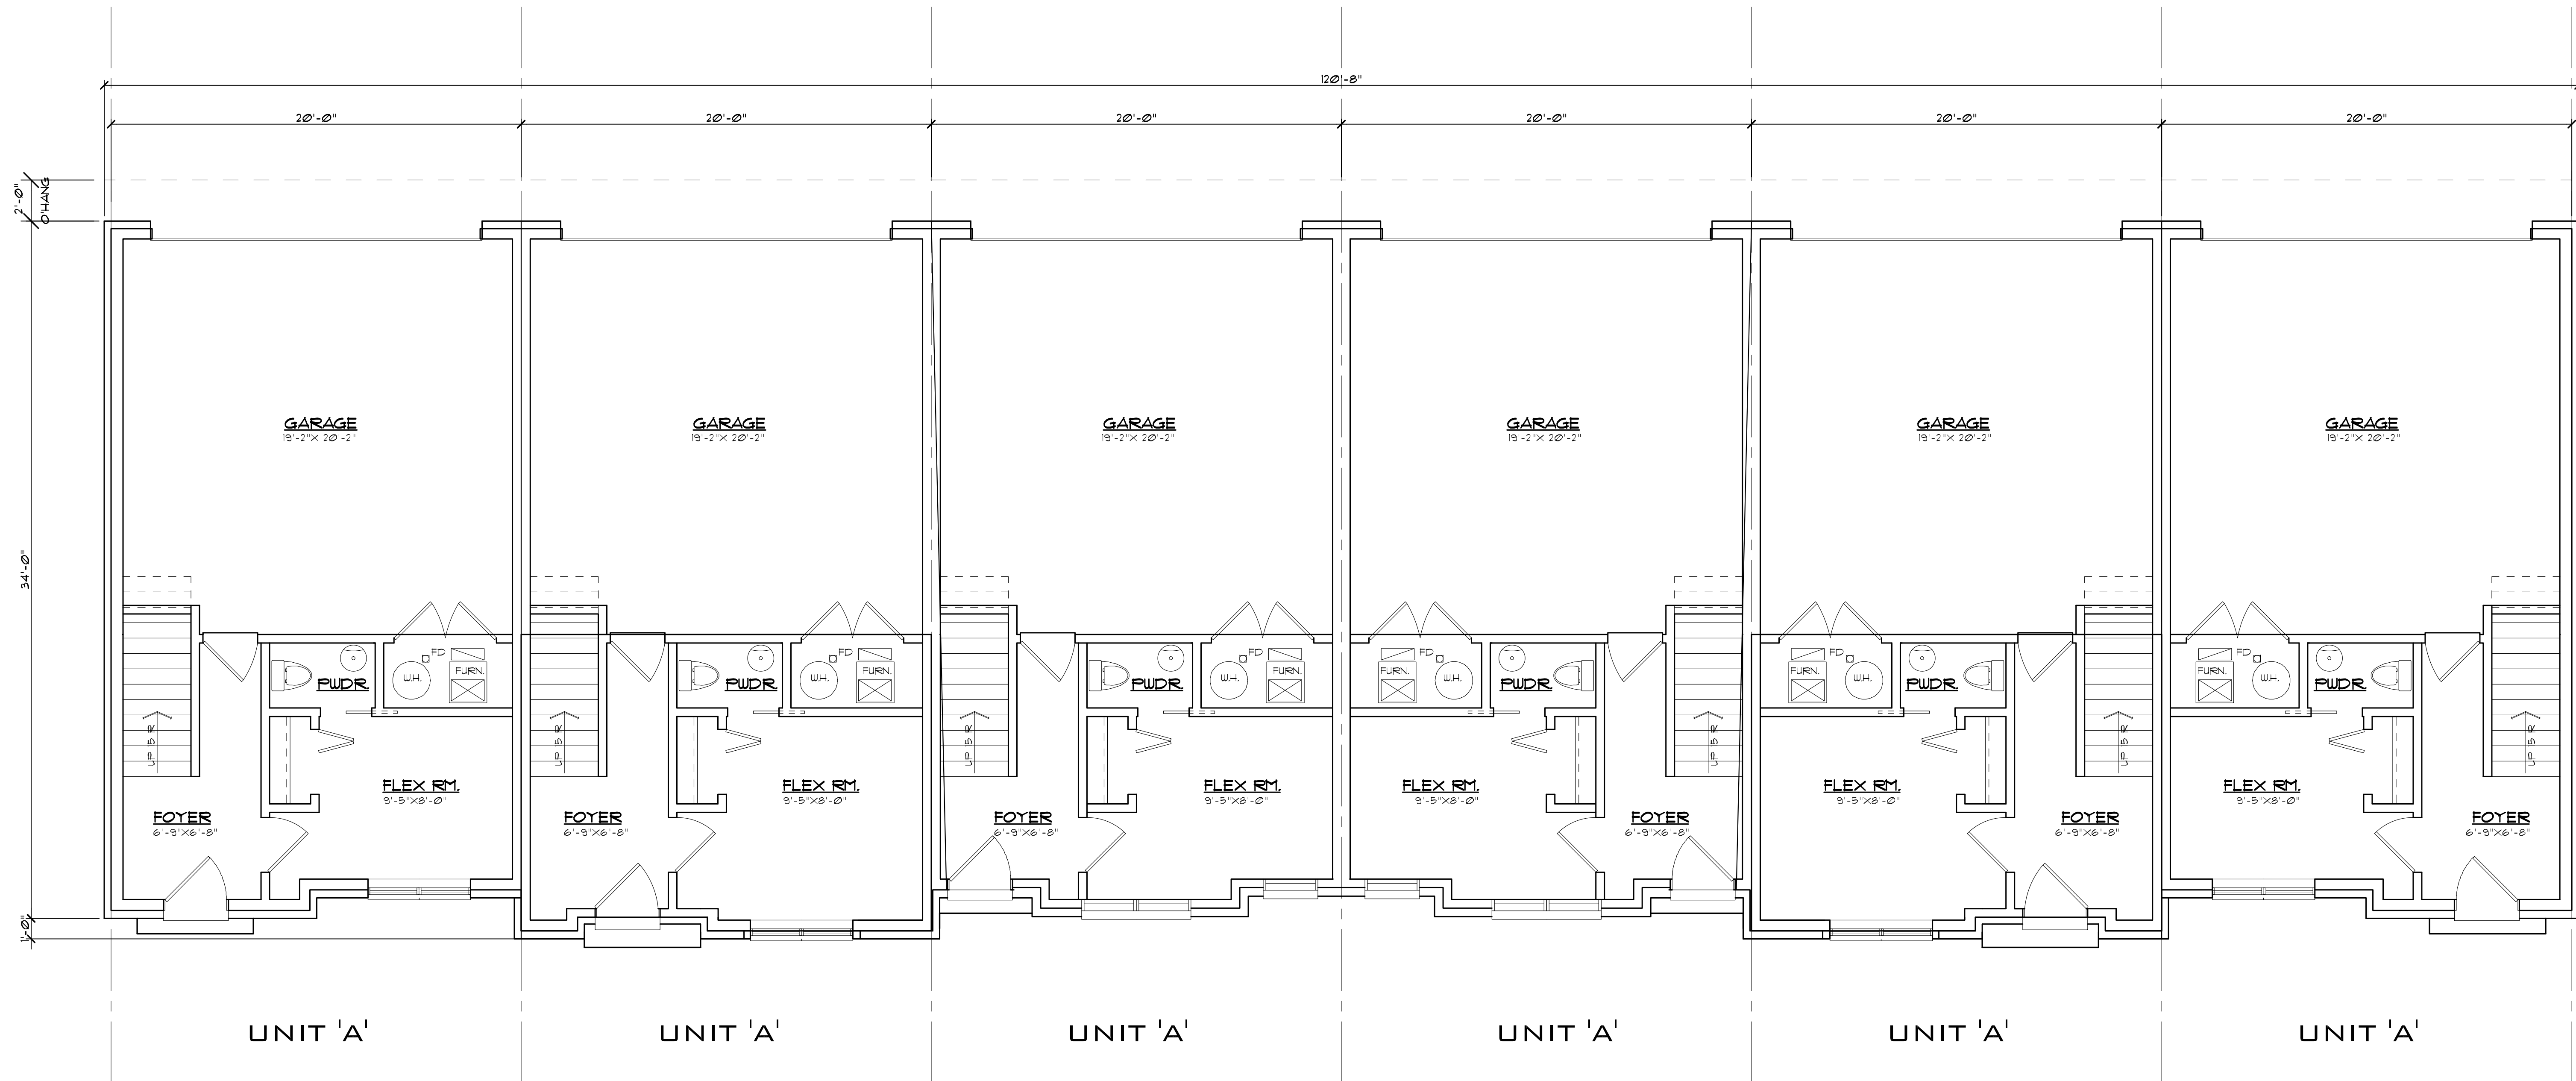 120'-8"
20'-0" 20'-0" 20'-0" 20'-0" 20'-0" 20'-0"
2'-0"
O'HANG
34'-0"
1'-0"
GARAGE GARAGE GARAGE GARAGE GARAGE GARAGE
19'-2"X 20'-2" 19'-2"X 20'-2" 19'-2"X 20'-2" 19'-2"X 20'-2" 19'-2"X 20'-2" 19'-2"X 20'-2"
FD FD FD FD FD FD
W.H. FURN. W.H. FURN. W.H. FURN. FURN. W.H. FURN. W.H. FURN. W.H.
PWDR. PWDR. PWDR. PWDR. PWDR. PWDR.
UP 5 R UP 5 R UP 5 R UP 5 R UP 5 R UP 5 R
FLEX RM. FLEX RM. FLEX RM. FLEX RM. FLEX RM. FLEX RM.
9'-5"X8'-0" 9'-5"X8'-0" 9'-5"X8'-0" 9'-5"X8'-0" 9'-5"X8'-0" 9'-5"X8'-0"
FOYER FOYER FOYER FOYER FOYER FOYER
6'-9"X6'-8" 6'-9"X6'-8" 6'-9"X6'-8" 6'-9"X6'-8" 6'-9"X6'-8" 6'-9"X6'-8"
UNIT 'A' UNIT 'A' UNIT 'A' UNIT 'A' UNIT 'A' UNIT 'A'